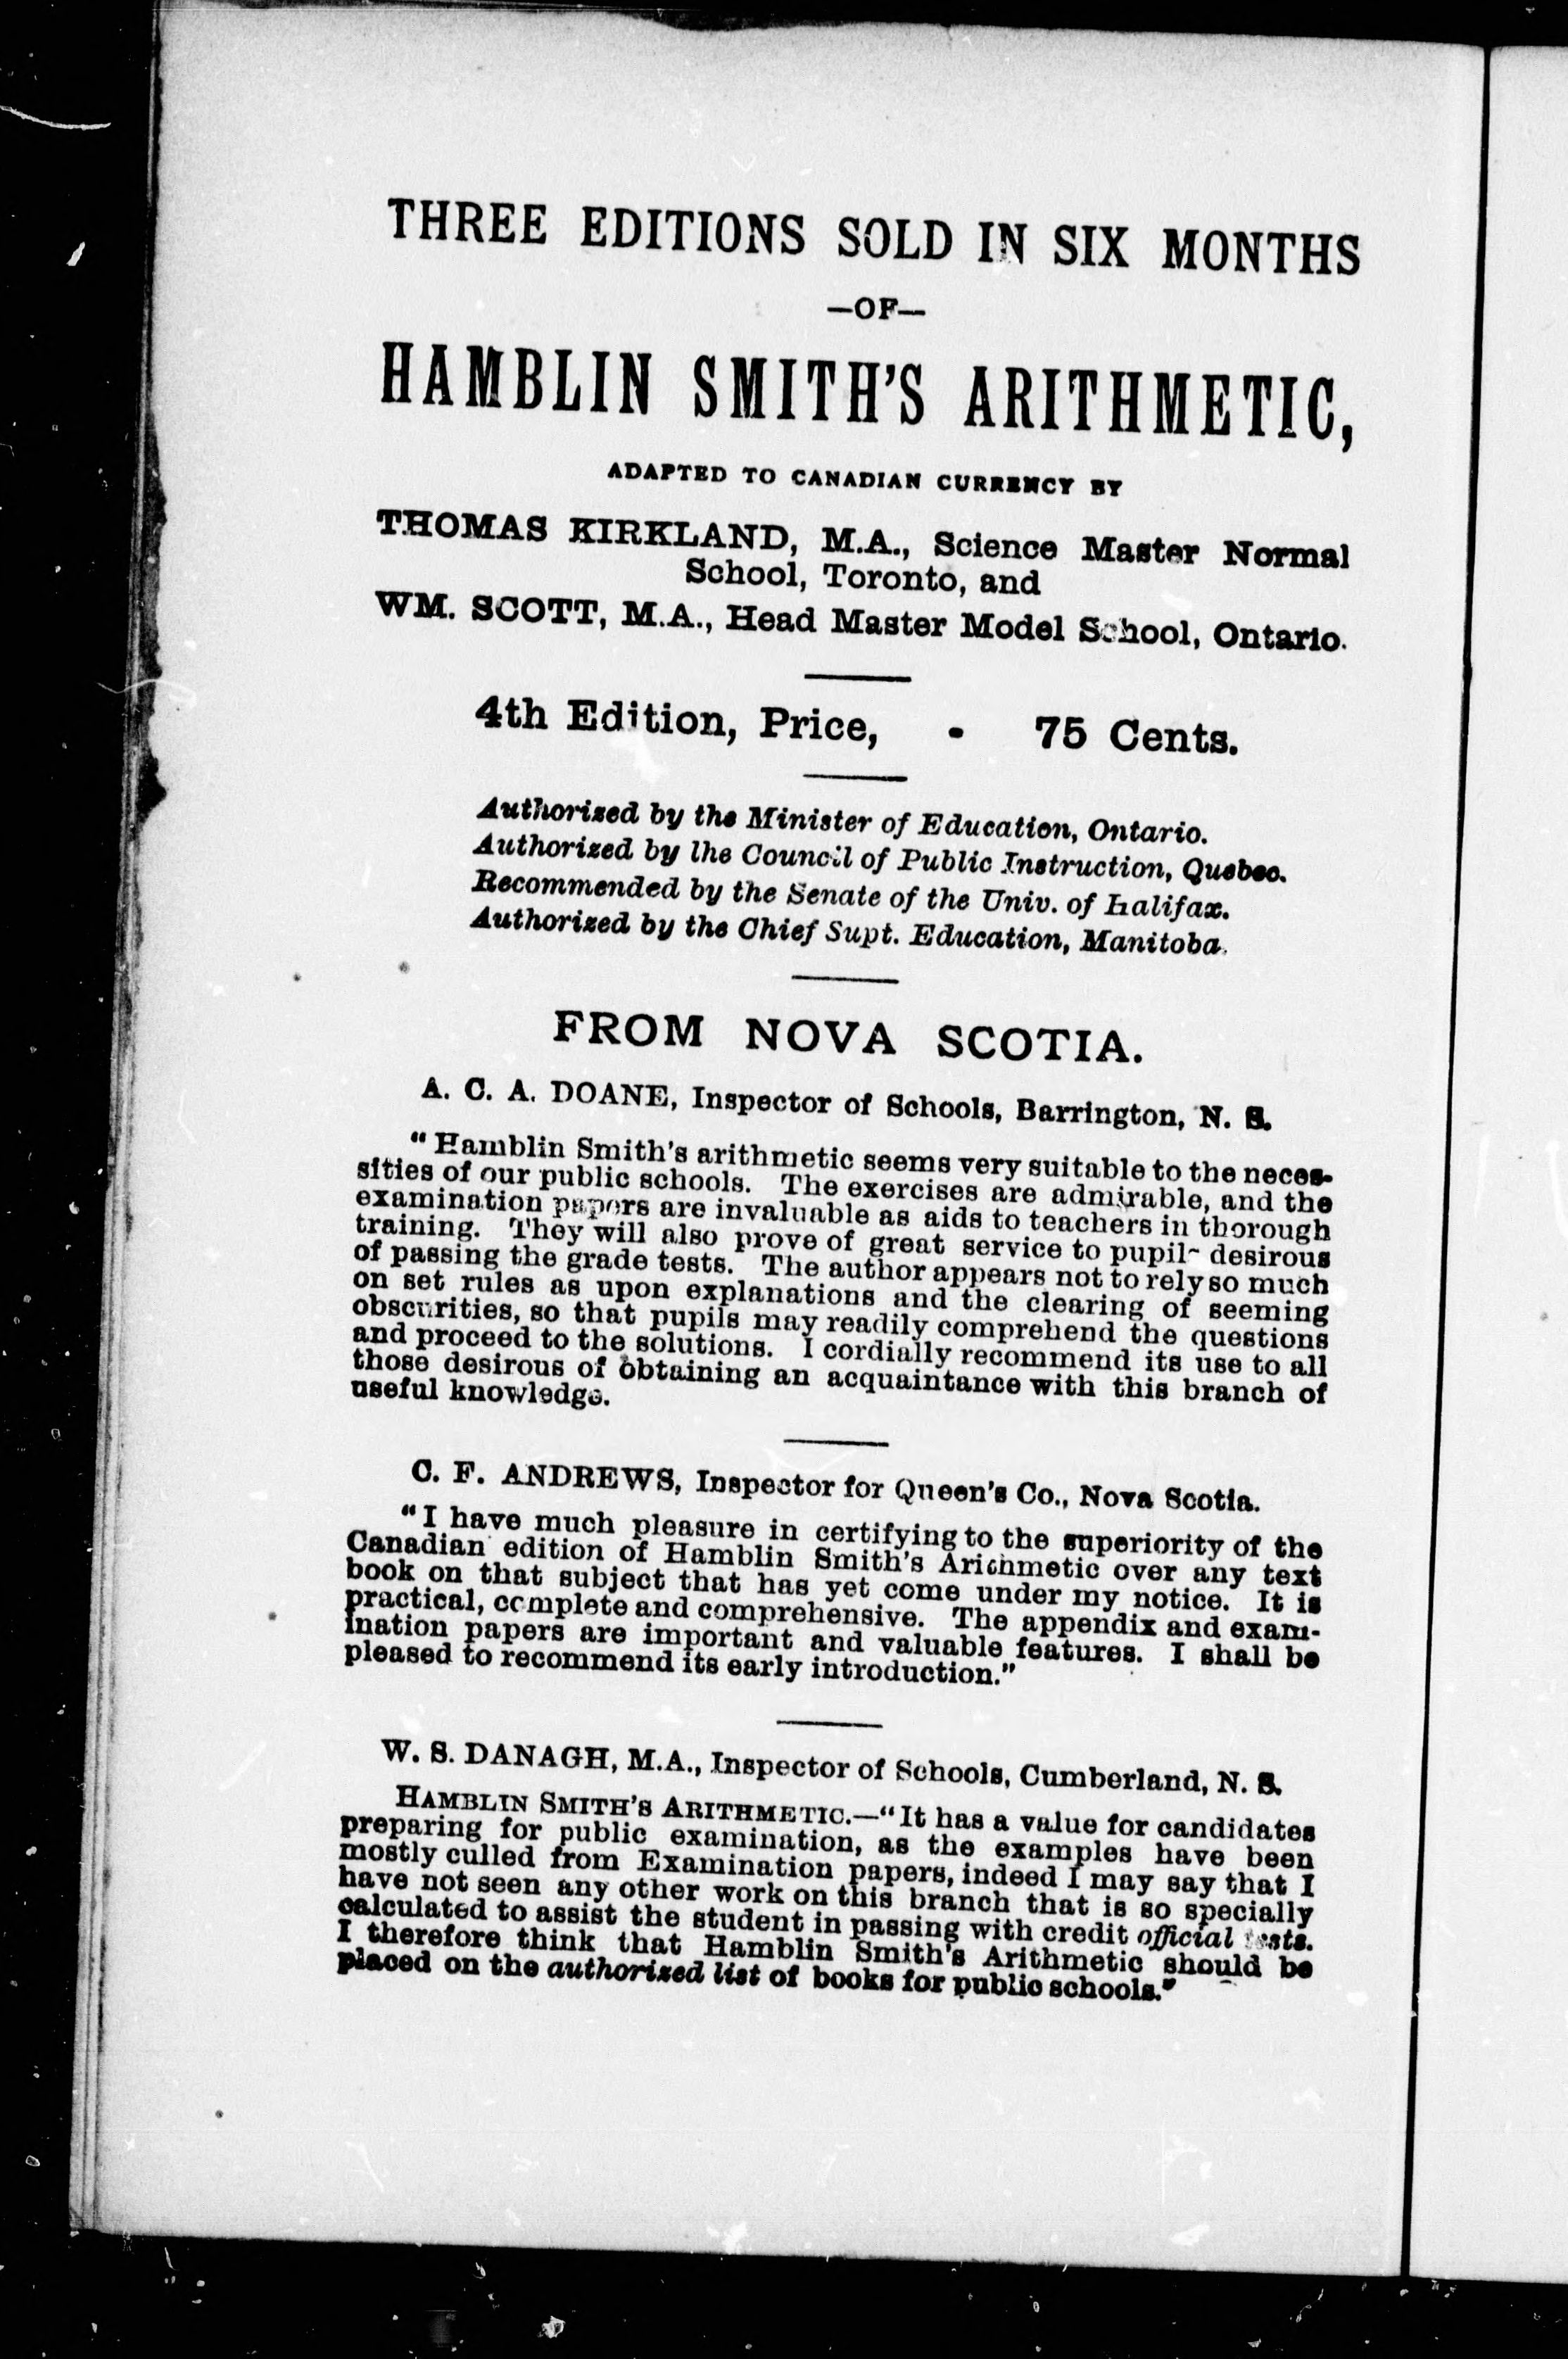 THREE EDITIONS SOLD IN SIX MONTHS
—OF—
HAMBLIN SMITH'S ARITHMETIC,
ADAPTED TO CANADIAN CURRENCY BY
THOMAS KIRKLAND, M.A., Science Master Normal
School, Toronto, and
WM. SCOTT, M.A., Head Master Model School, Ontario.
4th Edition, Price, - 75 Cents.
Authorized by the Minister of Education, Ontario.
Authorized by the Council of Public Instruction, Quebec.
Recommended by the Senate of the Univ. of Halifax.
Authorized by the Chief Supt. Education, Manitoba.
FROM NOVA SCOTIA.
A. C. A. DOANE, Inspector of Schools, Barrington, N. S.
"Hamblin Smith's arithmetic seems very suitable to the neces-
sities of our public schools. The exercises are admirable, and the
examination papers are invaluable as aids to teachers in thorough
training. They will also prove of great service to pupils desirous
of passing the grade tests. The author appears not to rely so much
on set rules as upon explanations and the clearing of seeming
obscurities, so that pupils may readily comprehend the questions
and proceed to the solutions. I cordially recommend its use to all
those desirous of obtaining an acquaintance with this branch of
useful knowledge.
C. F. ANDREWS, Inspector for Queen's Co., Nova Scotia.
"I have much pleasure in certifying to the superiority of the
Canadian edition of Hamblin Smith's Arithmetic over any text
book on that subject that has yet come under my notice. It is
practical, complete and comprehensive. The appendix and exam-
ination papers are important and valuable features. I shall be
pleased to recommend its early introduction."
W. S. DANAGH, M.A., Inspector of Schools, Cumberland, N. S.
HAMBLIN SMITH'S ARITHMETIC.—"It has a value for candidates
preparing for public examination, as the examples have been
mostly culled from Examination papers, indeed I may say that I
have not seen any other work on this branch that is so specially
calculated to assist the student in passing with credit official tests.
I therefore think that Hamblin Smith's Arithmetic should be
placed on the authorized list of books for public schools."